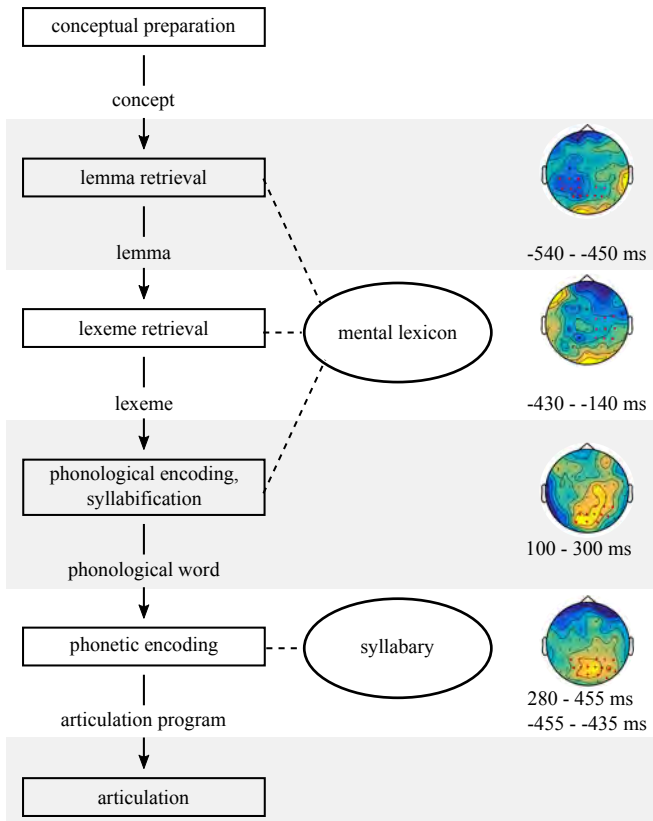 conceptual preparation
concept
lemma retrieval
-540 - -450 ms
lemma
lexeme retrieval
mental lexicon
lexeme
-430 - -140 ms
phonological encoding,
syllabification
100 - 300 ms
phonological word
phonetic encoding
syllabary
280 - 455 ms
articulation program
-455 - -435 ms
articulation